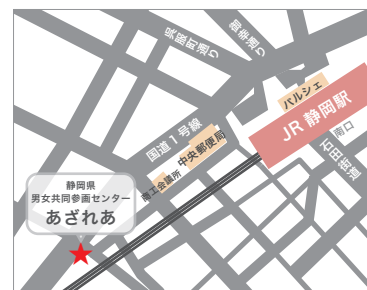 呉服町通り
御幸通り
パルシェ
JR 静岡駅
南口
石田街道
国道1号線
中央郵便局
商工会議所
静岡県
男女共同参画センター
あざれあ